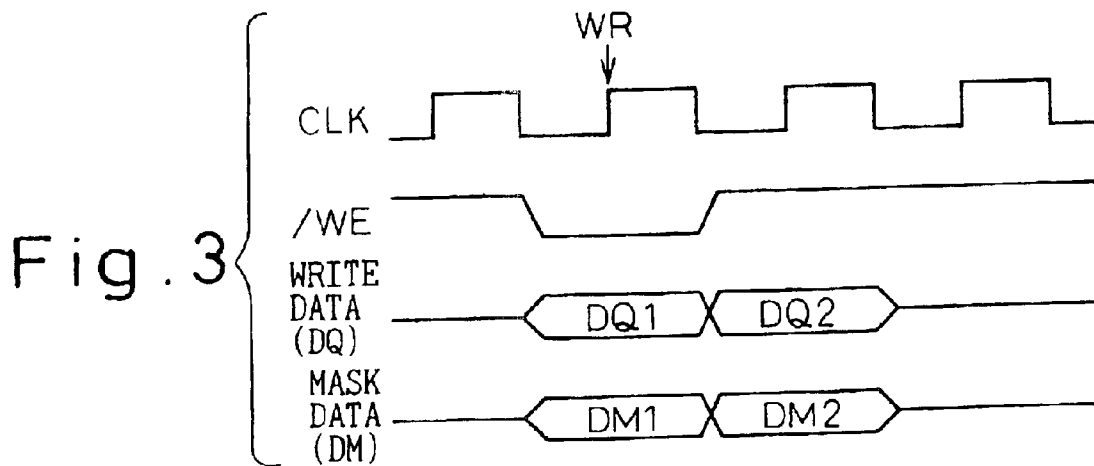 Fig.3
WR
CLK
/WE
WRITE
DATA
(DQ)
DQ1 DQ2
MASK
DATA
(DM)
DM1 DM2